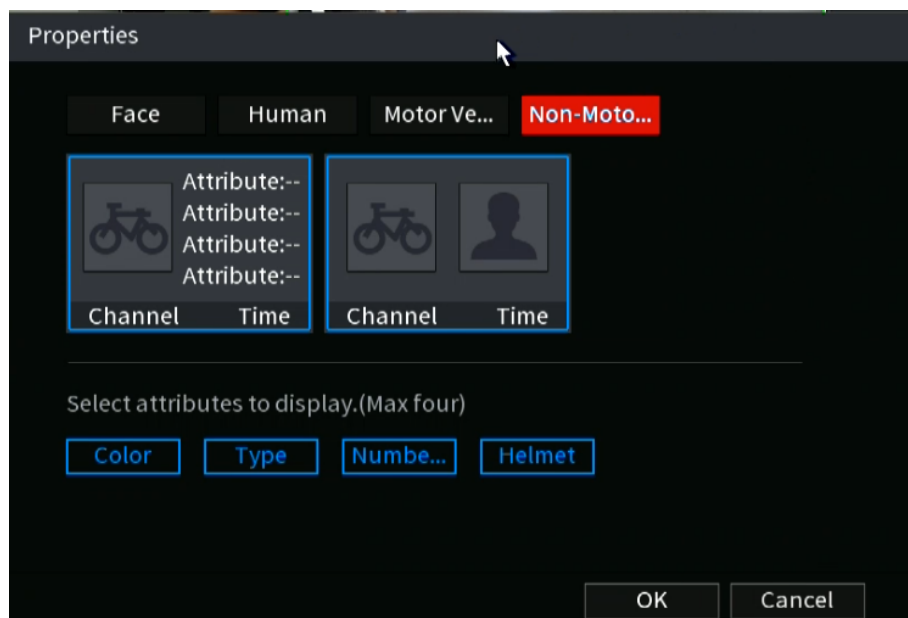 Properties
Face Human Motor Ve... Non-Moto...
Attribute:--
Attribute:--
Attribute:--
Attribute:--
Channel Time Channel Time
Select attributes to display.(Max four)
Color Type Numbe... Helmet
OK Cancel